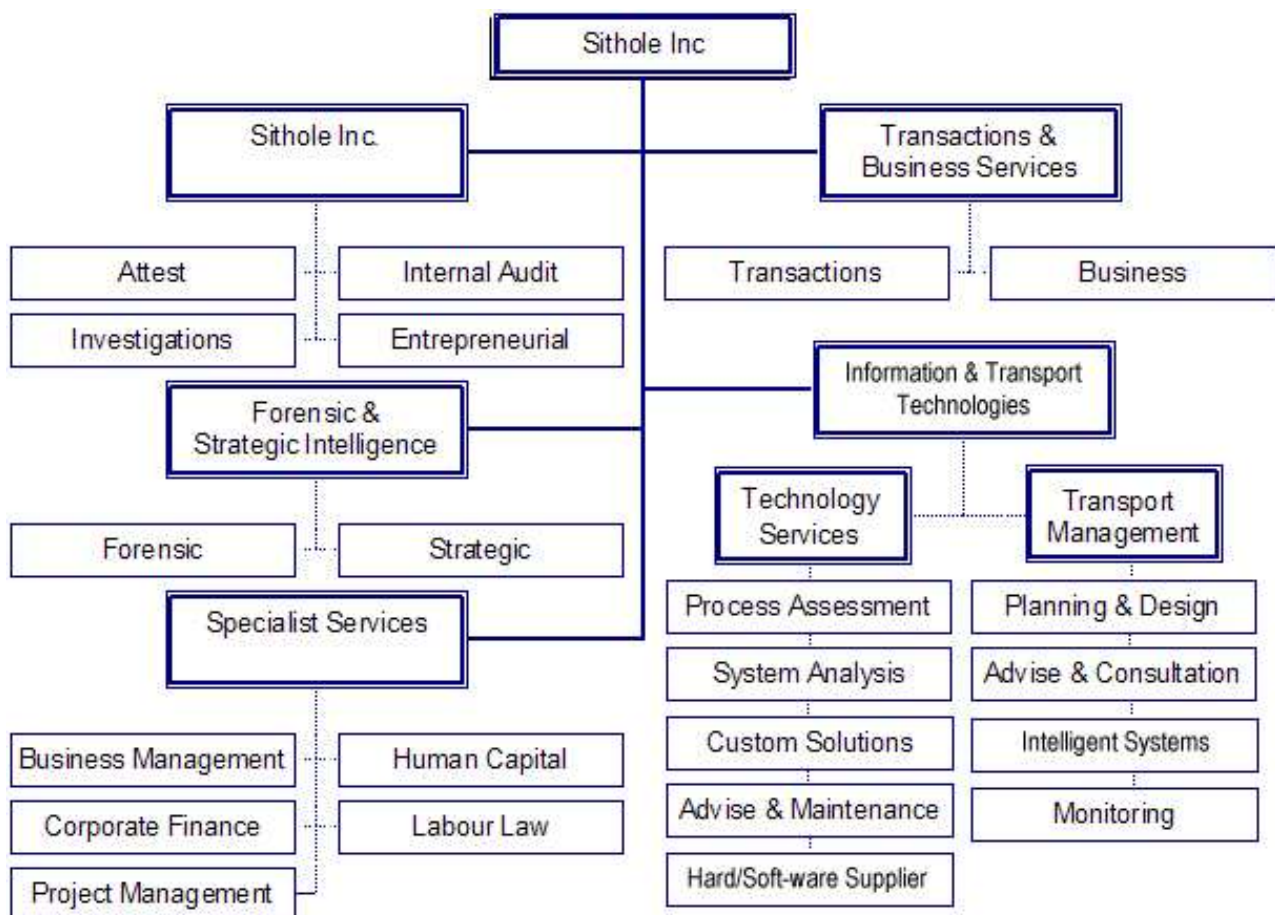 Sithole Inc
Sithole Inc.
Transactions &
Business Services
Attest
Internal Audit
Transactions
Business
Investigations
Entrepreneurial
Information & Transport
Technologies
Forensic &
Strategic Intelligence
Technology
Services
Transport
Management
Forensic
Strategic
Process Assessment
Planning & Design
Specialist Services
System Analysis
Advise & Consultation
Business Management
Human Capital
Custom Solutions
Intelligent Systems
Corporate Finance
Labour Law
Advise & Maintenance
Monitoring
Project Management
Hard/Soft-ware Supplier